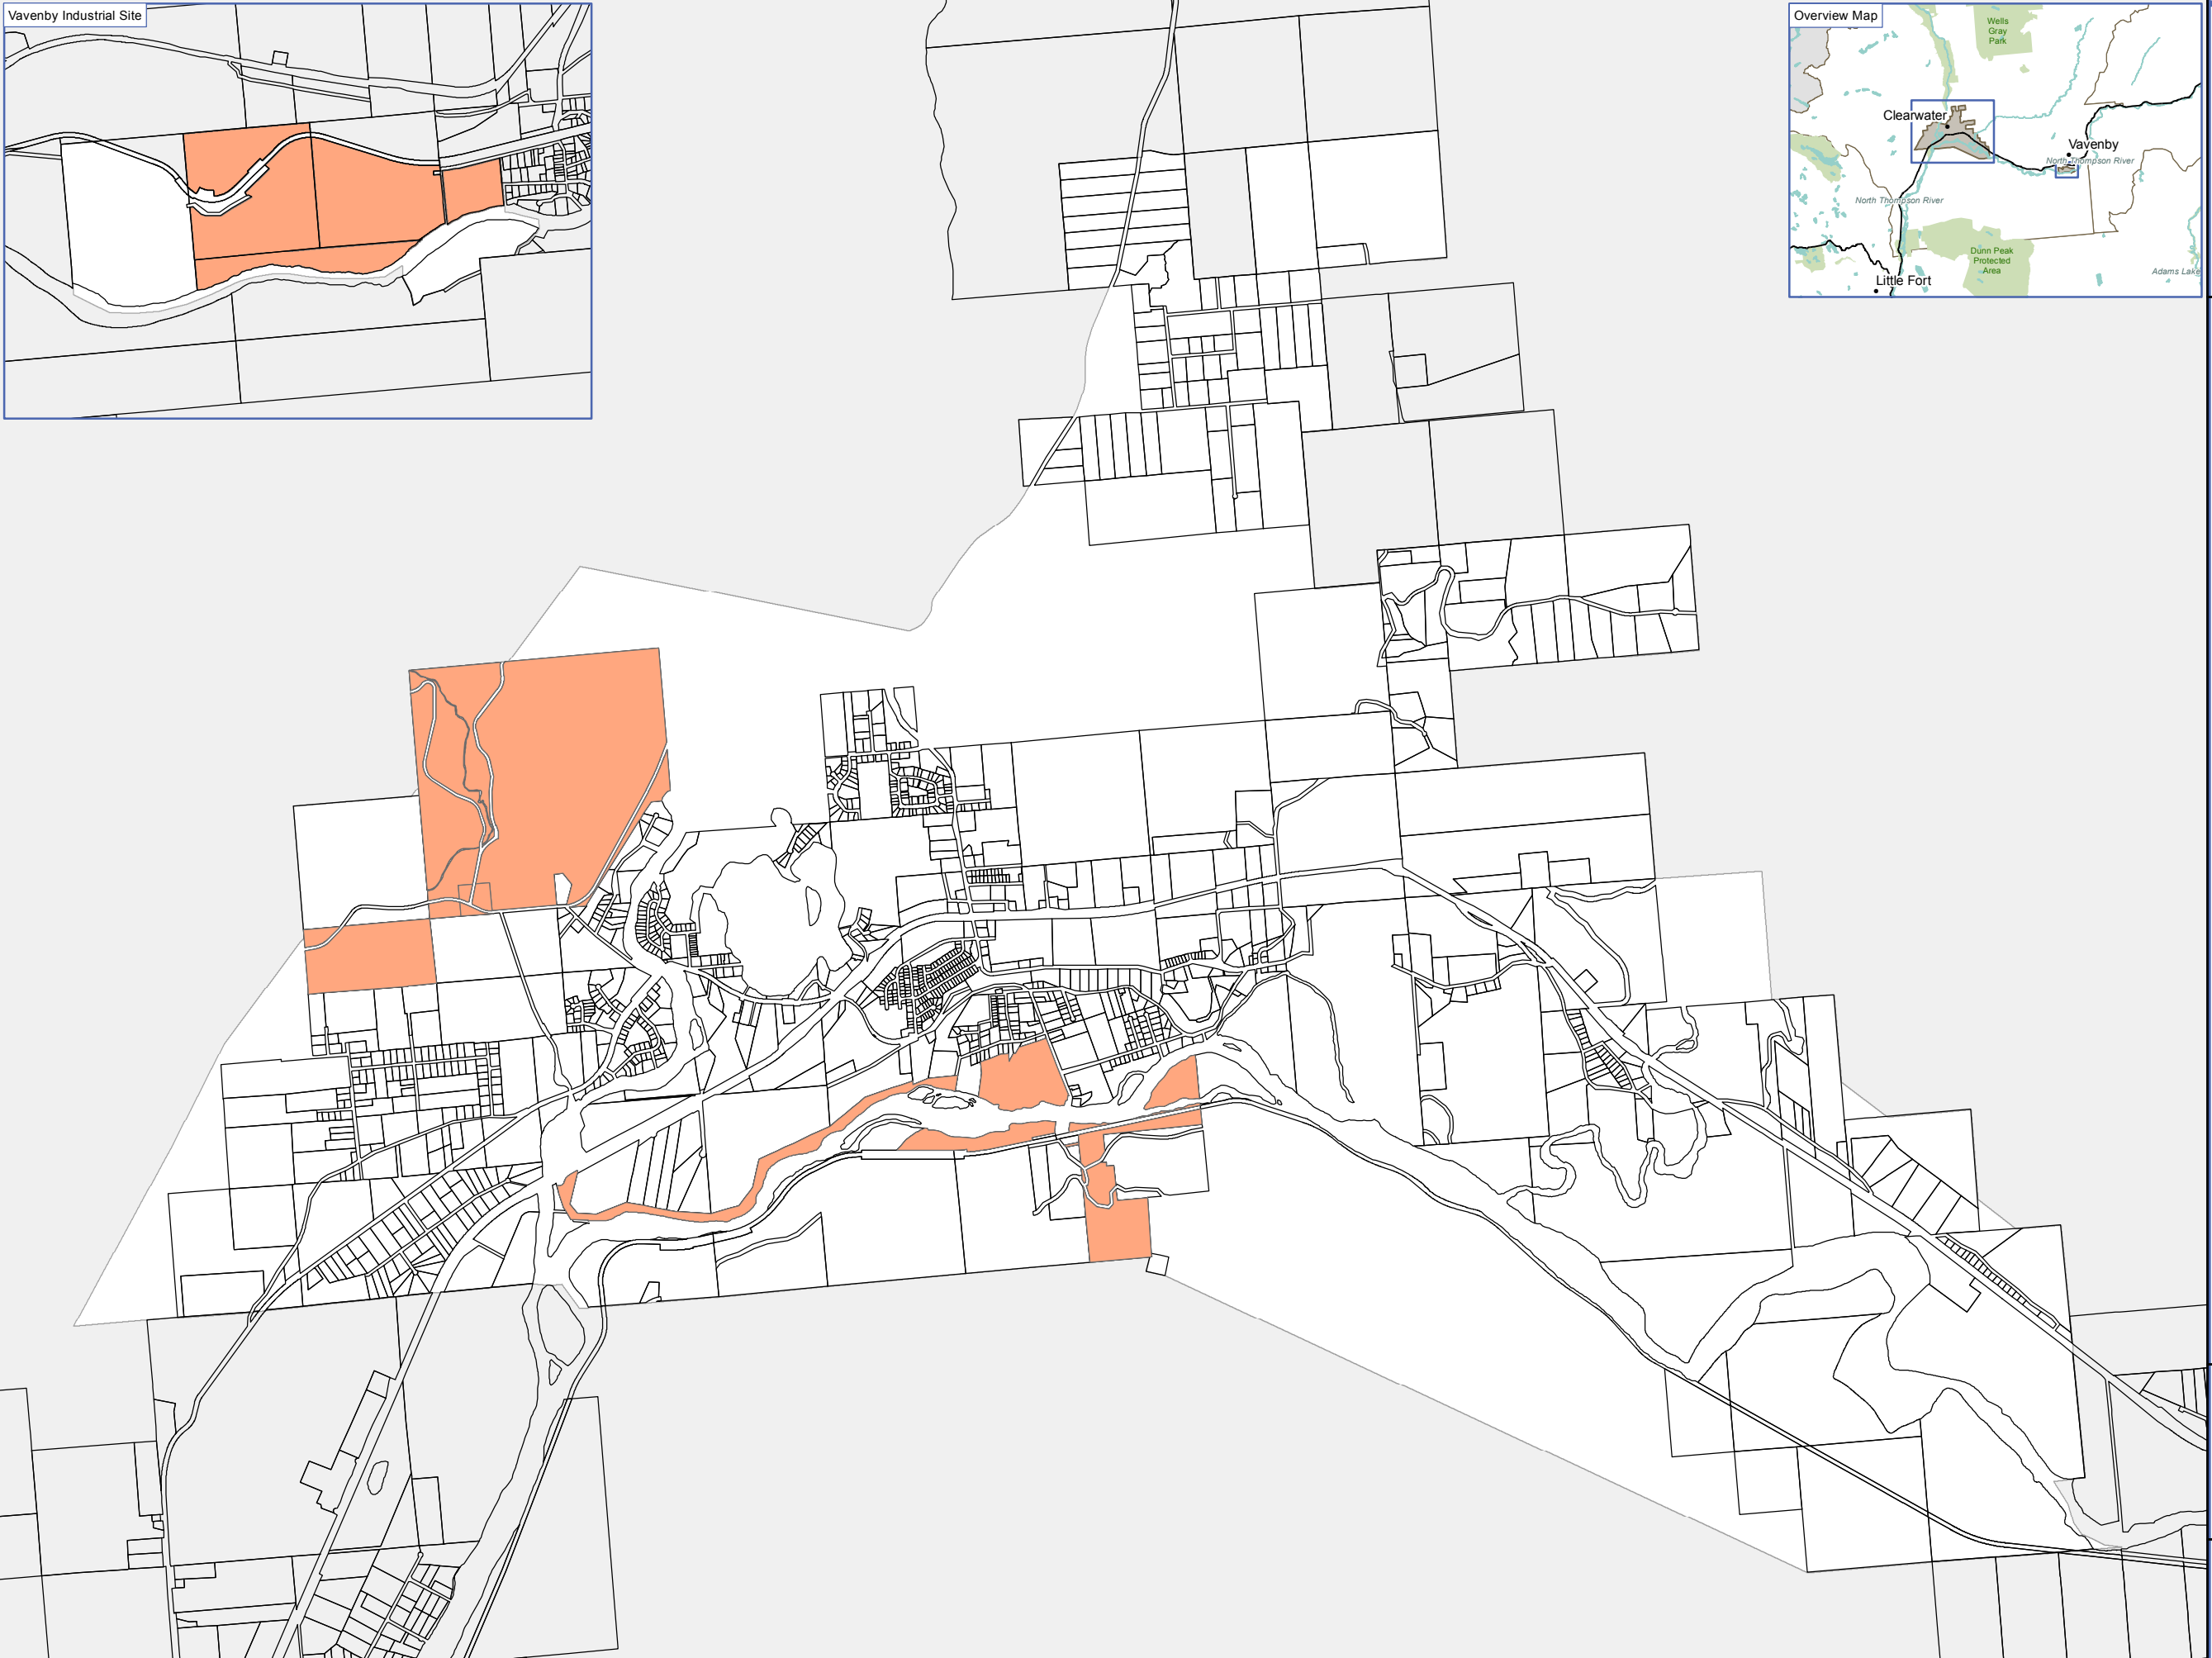 Vavenby Industrial Site
Overview Map
Wells
Gray
Park
Clearwater
Vavenby
North Thompson River
North Thompson River
Dunn Peak
Protected
Area
Adams Lake
Little Fort